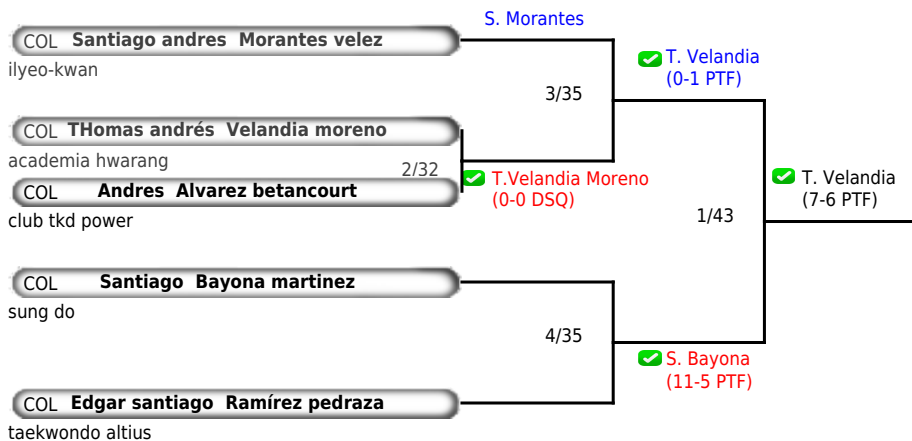 S. Morantes
COL Santiago andres Morantes velez
ilyeo-kwan
T. Velandia
(0-1 PTF)
3/35
COL THomas andrés Velandia moreno
academia hwarang
2/32
T.Velandia Moreno
(0-0 DSQ)
COL Andres Alvarez betancourt
club tkd power
T. Velandia
(7-6 PTF)
1/43
COL Santiago Bayona martinez
sung do
4/35
S. Bayona
(11-5 PTF)
COL Edgar santiago Ramírez pedraza
taekwondo altius